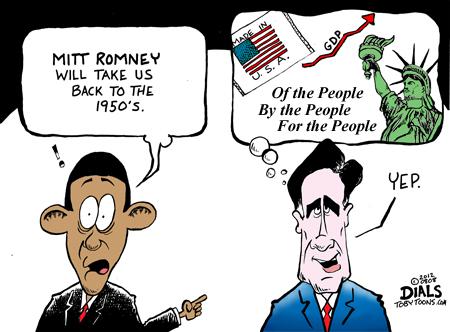 MITT ROMNEY
WILL TAKE US
BACK TO THE
1950'S.
!
MADE IN
U.S.A.
GDP
Of the People
By the People
For the People
YEP.
©2012
0808
DIALS
TOBYTOONS.COM